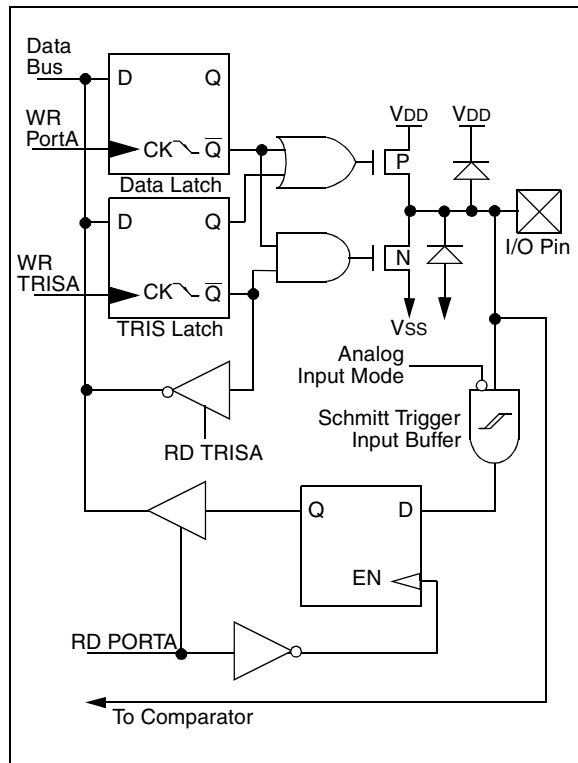 Data
Bus
D
Q
VDD
VDD
WR
PortA
CK
Q
P
Data Latch
D
Q
I/O Pin
WR
TRISA
N
CK
Q
TRIS Latch
VSS
Analog
Input Mode
Schmitt Trigger
Input Buffer
RD TRISA
Q
D
EN
RD PORTA
To Comparator